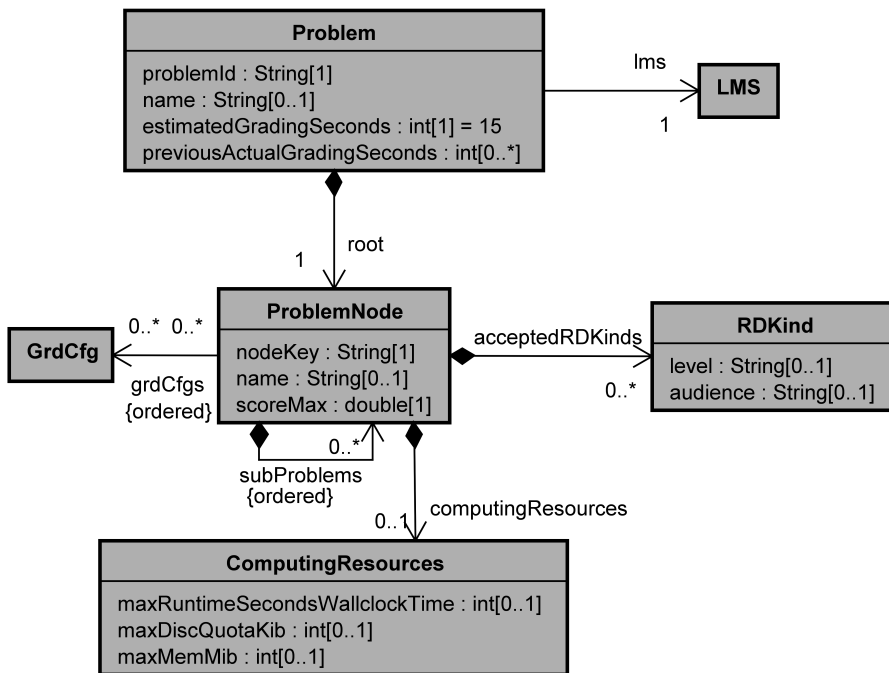 Problem
problemId : String[1]
name : String[0..1]
estimatedGradingSeconds : int[1] = 15
previousActualGradingSeconds : int[0..*]
lms
1
LMS
root
1
ProblemNode
nodeKey : String[1]
name : String[0..1]
scoreMax : double[1]
0..* 0..*
GrdCfg
grdCfgs
{ordered}
acceptedRDKinds
0..*
RDKind
level : String[0..1]
audience : String[0..1]
0..*
subProblems
{ordered}
computingResources
0..1
ComputingResources
maxRuntimeSecondsWallclockTime : int[0..1]
maxDiscQuotaKib : int[0..1]
maxMemMib : int[0..1]